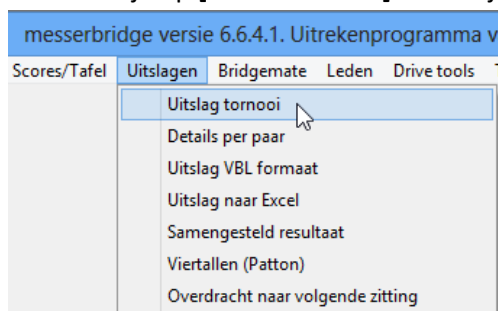 messerbridge versie 6.6.4.1. Uitrekenprogramma v
Scores/Tafel Uitslagen Bridgemate Leden Drive tools
Uitslag tornooi
Details per paar
Uitslag VBL formaat
Uitslag naar Excel
Samengesteld resultaat
Viertallen (Patton)
Overdracht naar volgende zitting